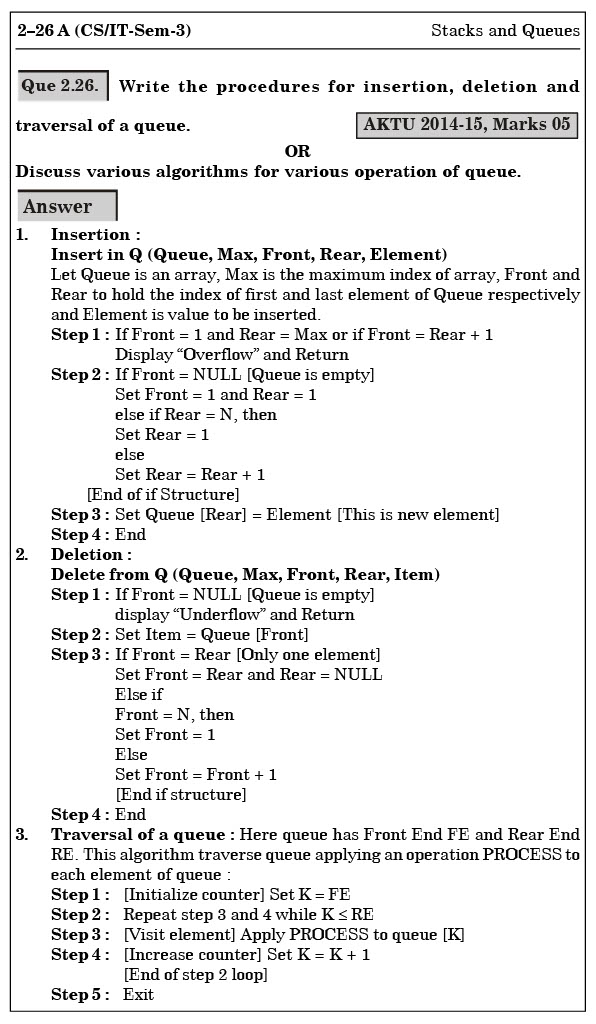 2–26 A (CS/IT-Sem-3) Stacks and Queues
Que 2.26. Write the procedures for insertion, deletion and
traversal of a queue. AKTU 2014-15, Marks 05
OR
Discuss various algorithms for various operation of queue.
Answer
1. Insertion :
Insert in Q (Queue, Max, Front, Rear, Element)
Let Queue is an array, Max is the maximum index of array, Front and
Rear to hold the index of first and last element of Queue respectively
and Element is value to be inserted.
Step 1 : If Front = 1 and Rear = Max or if Front = Rear + 1
Display “Overflow” and Return
Step 2 : If Front = NULL [Queue is empty]
Set Front = 1 and Rear = 1
else if Rear = N, then
Set Rear = 1
else
Set Rear = Rear + 1
[End of if Structure]
Step 3 : Set Queue [Rear] = Element [This is new element]
Step 4 : End
2. Deletion :
Delete from Q (Queue, Max, Front, Rear, Item)
Step 1 : If Front = NULL [Queue is empty]
display “Underflow” and Return
Step 2 : Set Item = Queue [Front]
Step 3 : If Front = Rear [Only one element]
Set Front = Rear and Rear = NULL
Else if
Front = N, then
Set Front = 1
Else
Set Front = Front + 1
[End if structure]
Step 4 : End
3. Traversal of a queue : Here queue has Front End FE and Rear End
RE. This algorithm traverse queue applying an operation PROCESS to
each element of queue :
Step 1 : [Initialize counter] Set K = FE
Step 2 : Repeat step 3 and 4 while K ≤ RE
Step 3 : [Visit element] Apply PROCESS to queue [K]
Step 4 : [Increase counter] Set K = K + 1
[End of step 2 loop]
Step 5 : Exit